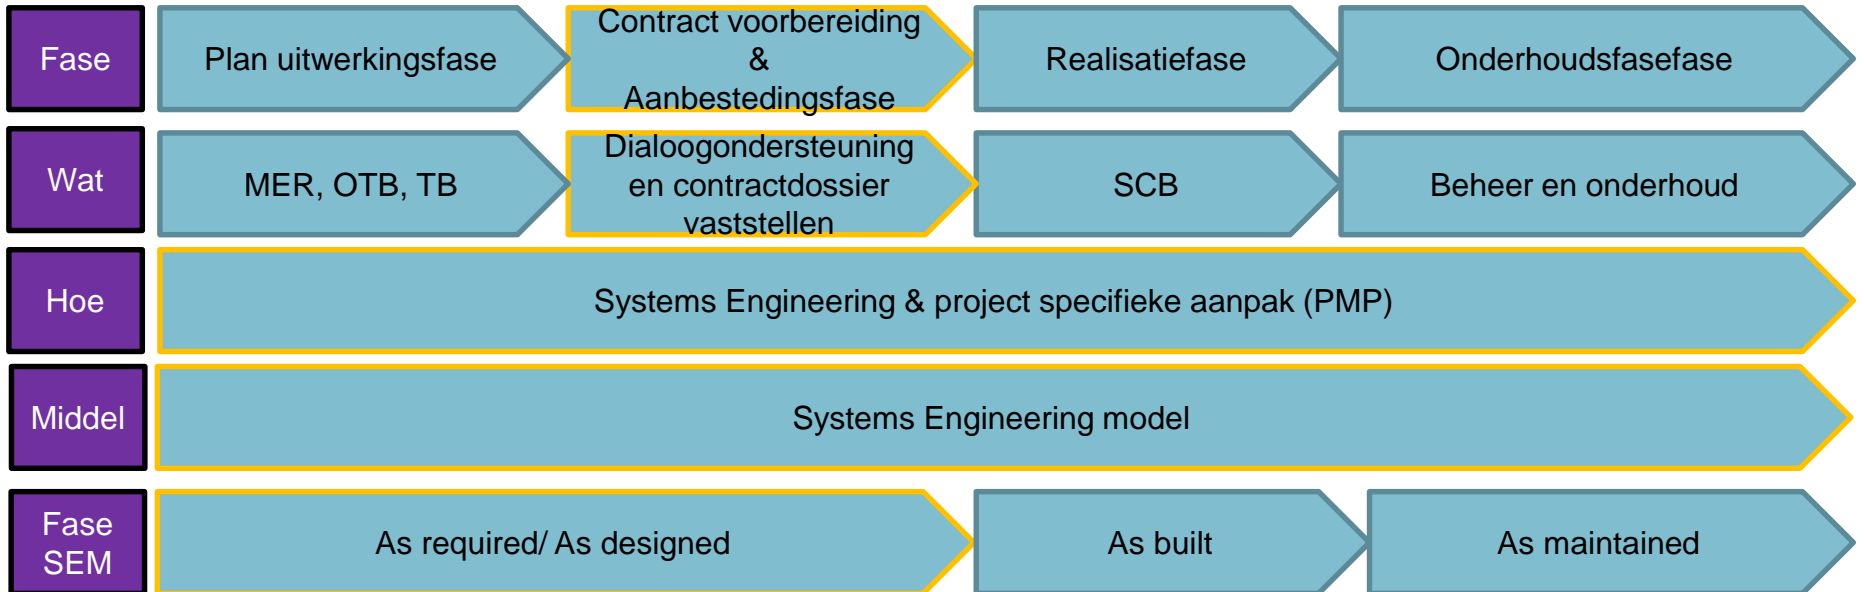 Fase
Plan uitwerkingsfase
Contract voorbereiding
&
Aanbestedingsfase
Realisatiefase
Onderhoudsfasefase
Wat
MER, OTB, TB
Dialoogondersteuning
en contractdossier
vaststellen
SCB
Beheer en onderhoud
Hoe
Systems Engineering & project specifieke aanpak (PMP)
Middel
Systems Engineering model
Fase
SEM
As required/ As designed
As built
As maintained